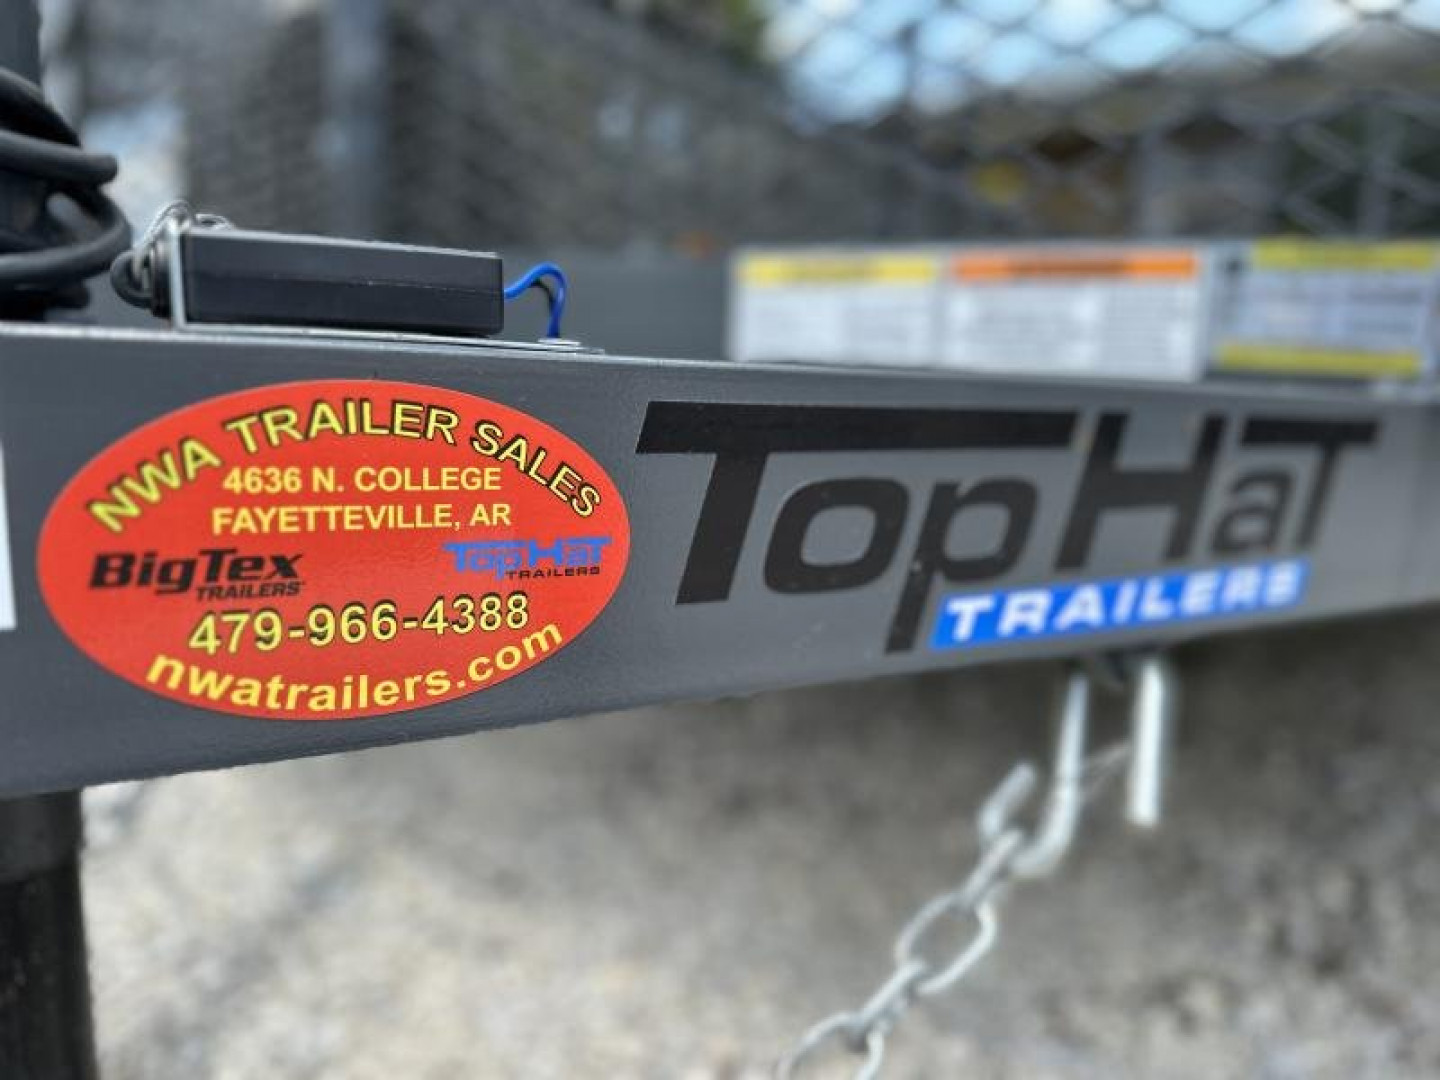 NWA TRAILER SALES
4636 N. COLLEGE
FAYETTEVILLE, AR
BigTex
TRAILERS
TopHat
TRAILERS
479-966-4388
nwatrailers.com
TopHaT
TRAILERS